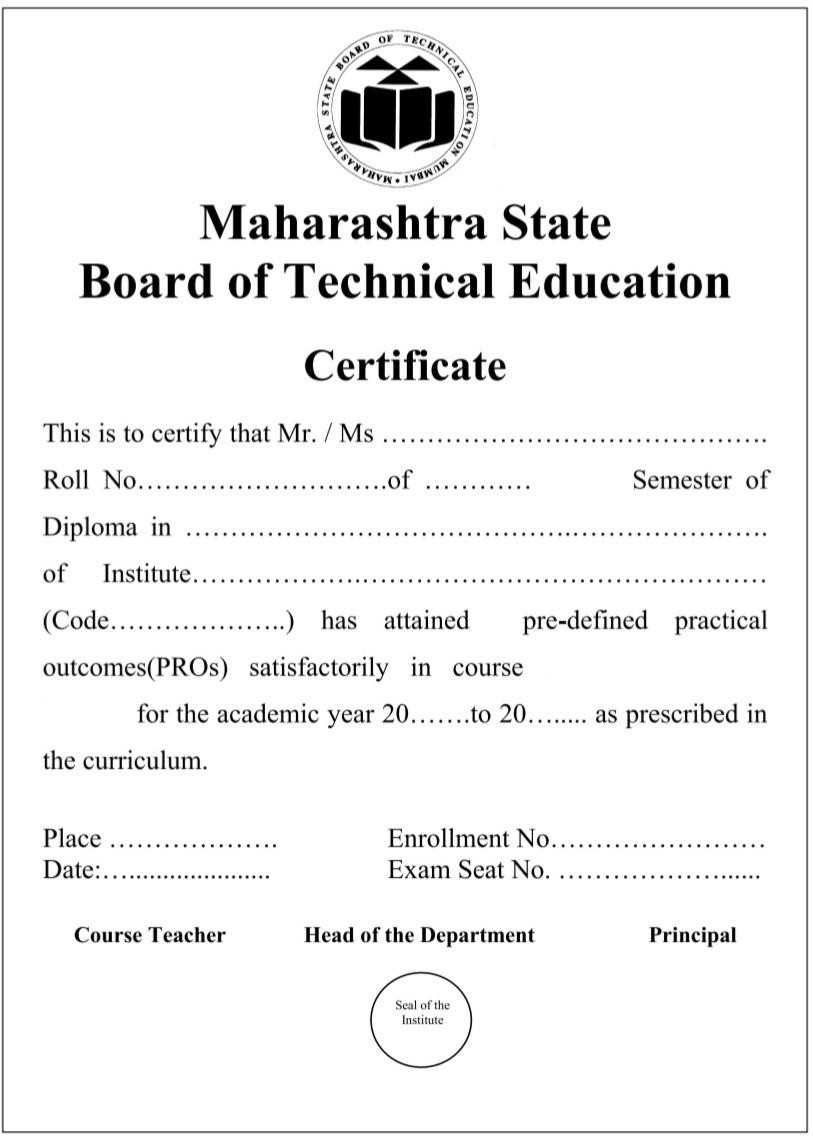 MAHARASHTRA STATE BOARD OF TECHNICAL EDUCATION MUMBAI •
Maharashtra State
Board of Technical Education
Certificate
This is to certify that Mr. / Ms …………………………………….
Roll No……………………….of …………  Semester of
Diploma in …………………………………….………………….
of Institute……………….………………………………………
(Code………………..) has attained pre-defined practical
outcomes(PROs) satisfactorily in course
for the academic year 20…….to 20…..... as prescribed in
the curriculum.
Place ……………….  Enrollment No……………………
Date:…......................  Exam Seat No. ………………......
Course Teacher  Head of the Department  Principal
Seal of the
Institute